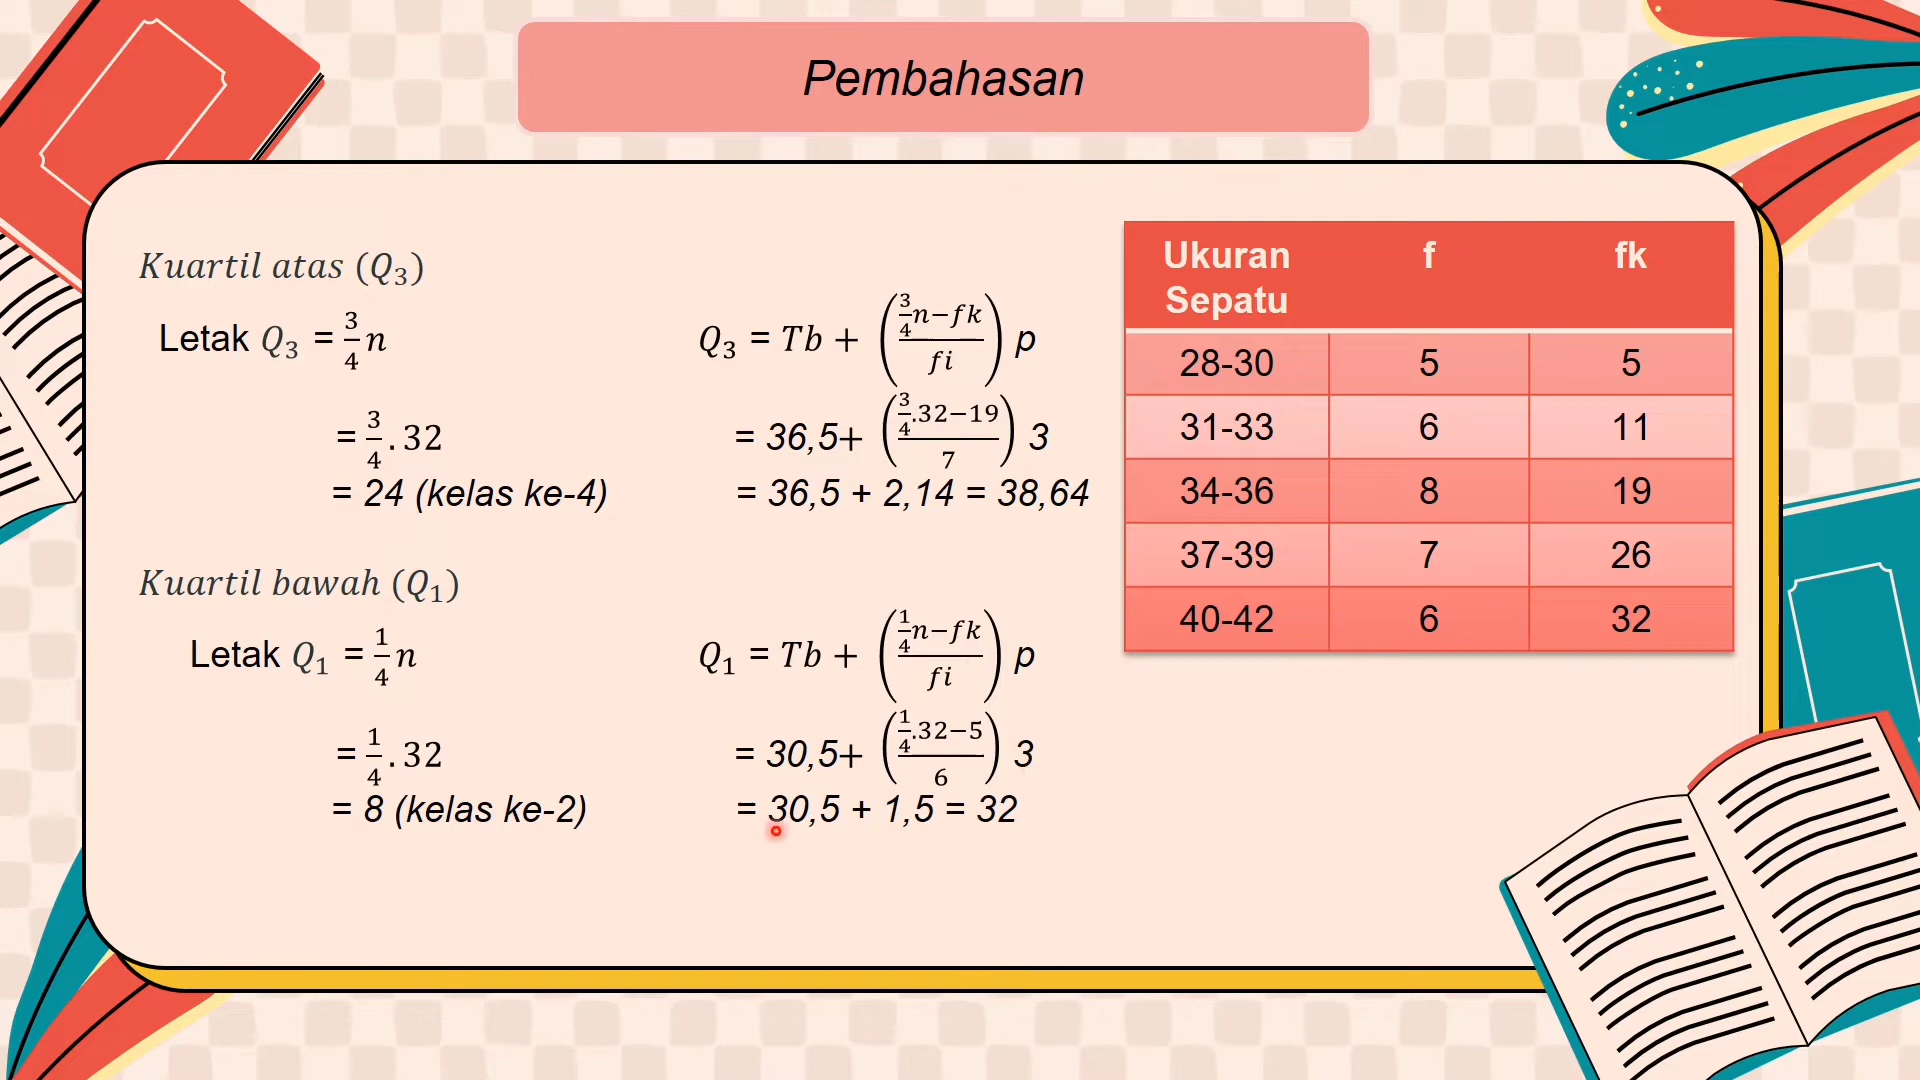 Pembahasan
Kuartil atas (Q₃)
Letak Q₃ = 3/4 n
= 3/4 . 32
= 24 (kelas ke-4)
Q₃ = Tb + ((3/4 n−fk)/fi) p
= 36,5+ ((3/4 .32−19)/7) 3
= 36,5 + 2,14 = 38,64
Kuartil bawah (Q₁)
Letak Q₁ = 1/4 n
= 1/4 . 32
= 8 (kelas ke-2)
Q₁ = Tb + ((1/4 n−fk)/fi) p
= 30,5+ ((1/4 .32−5)/6) 3
= 30,5 + 1,5 = 32
Ukuran Sepatu f fk
28-30 5 5
31-33 6 11
34-36 8 19
37-39 7 26
40-42 6 32